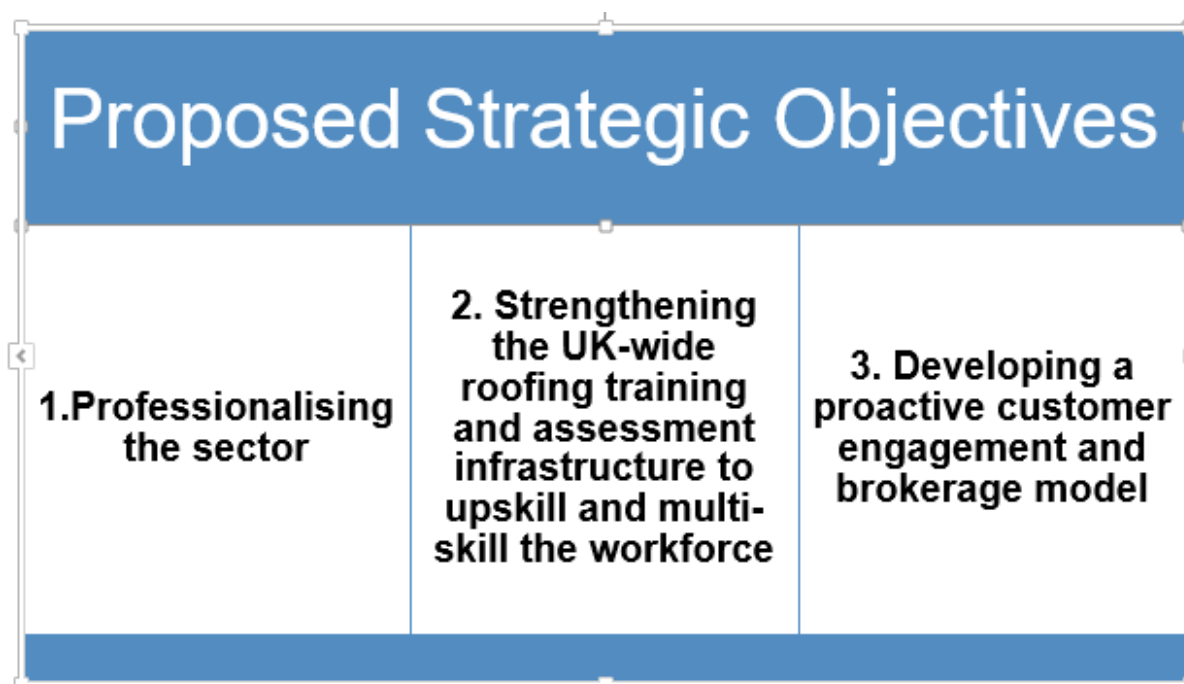 Proposed Strategic Objectives
1.Professionalising
the sector
2. Strengthening
the UK-wide
roofing training
and assessment
infrastructure to
upskill and multi-
skill the workforce
3. Developing a
proactive customer
engagement and
brokerage model